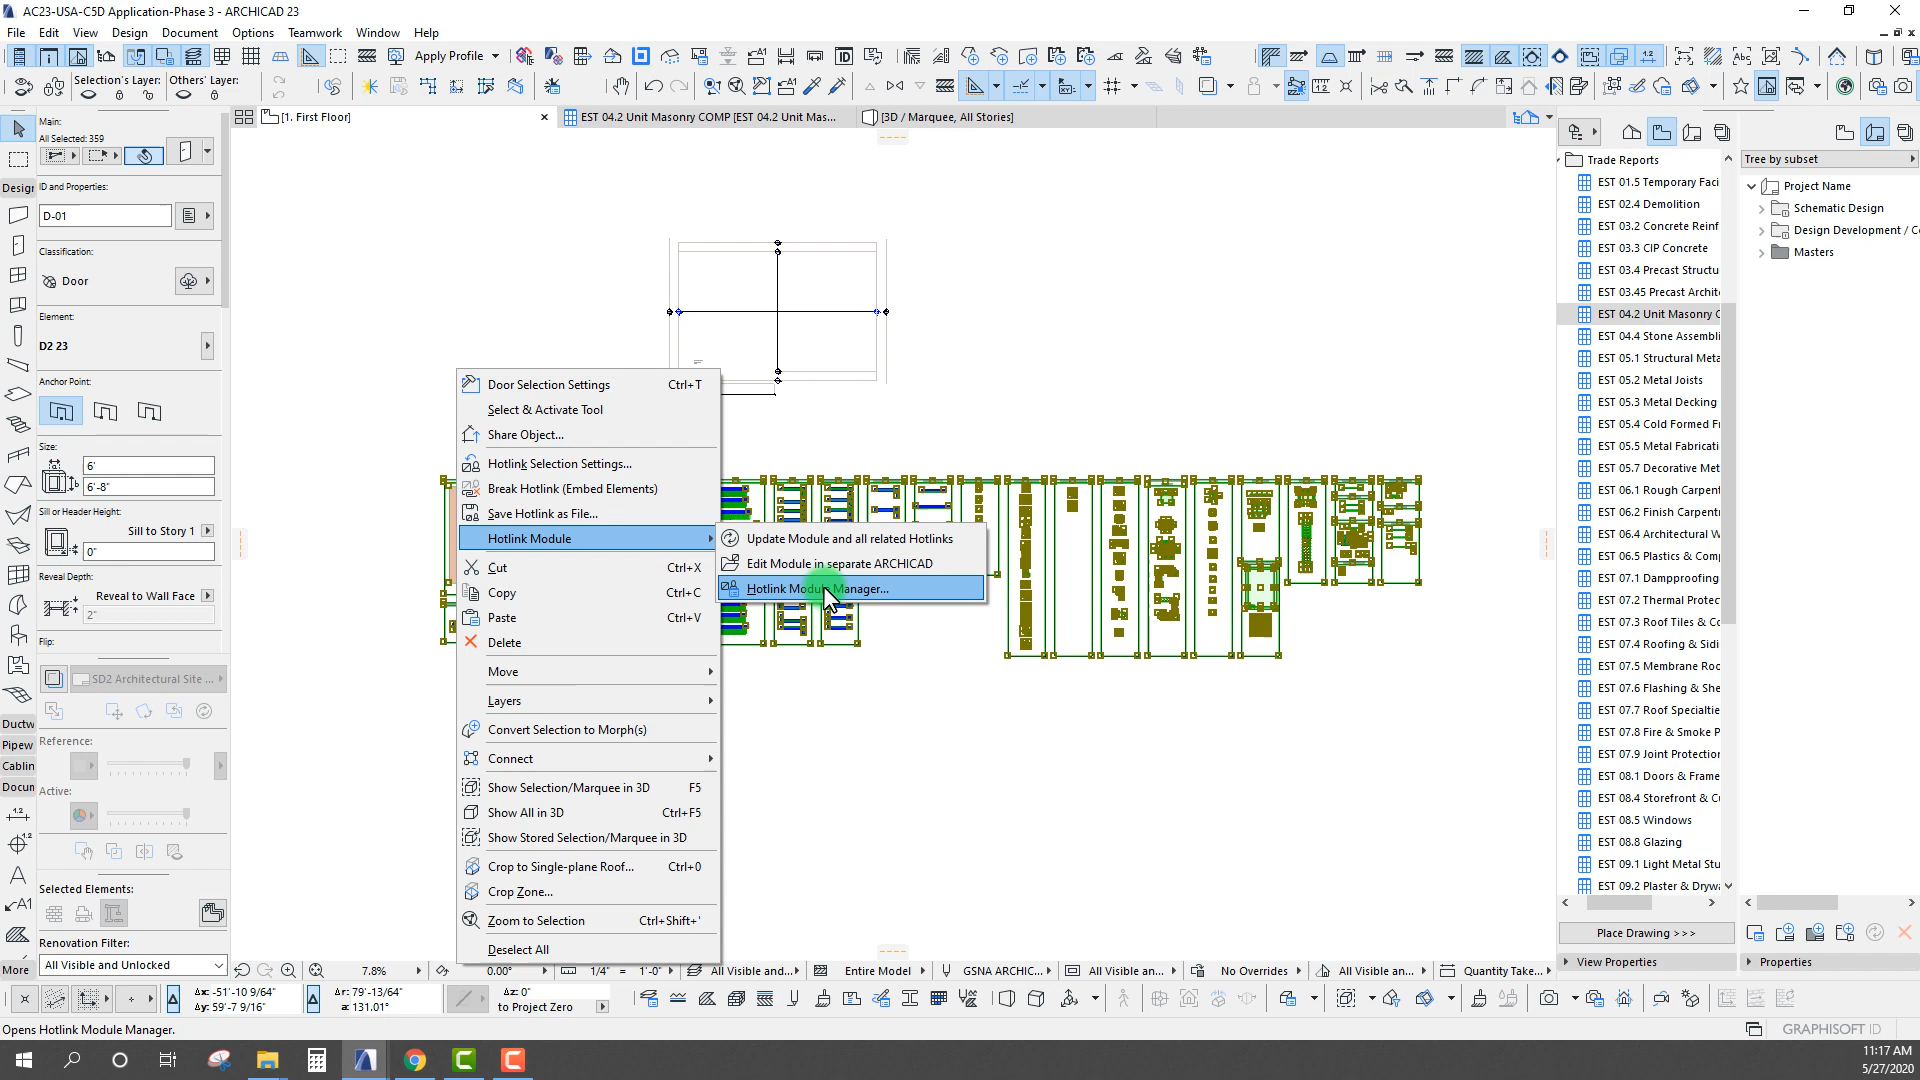 AC23-USA-C5D Application-Phase 3 - ARCHICAD 23
File Edit View Design Document Options Teamwork Window Help
Apply Profile
Selection's Layer: Others' Layer:
[1. First Floor]
EST 04.2 Unit Masonry COMP [EST 04.2 Unit Mas...
[3D / Marquee, All Stories]
Main:
All Selected: 359
Design
ID and Properties:
D-01
Classification:
Door
Element:
D2 23
Anchor Point:
Size:
6'
6'-8"
Sill or Header Height:
Sill to Story 1
0"
Reveal Depth:
Reveal to Wall Face
2"
Flip:
SD2 Architectural Site ...
Ductw
Pipew
Cablin
Docun
Reference:
Active:
Selected Elements:
Renovation Filter:
More
All Visible and Unlocked
Door Selection Settings Ctrl+T
Select & Activate Tool
Share Object...
Hotlink Selection Settings...
Break Hotlink (Embed Elements)
Save Hotlink as File...
Hotlink Module
Cut Ctrl+X
Copy Ctrl+C
Paste Ctrl+V
Delete
Move
Layers
Convert Selection to Morph(s)
Connect
Show Selection/Marquee in 3D F5
Show All in 3D Ctrl+F5
Show Stored Selection/Marquee in 3D
Crop to Single-plane Roof... Ctrl+0
Crop Zone...
Zoom to Selection Ctrl+Shift+'
Deselect All
Update Module and all related Hotlinks
Edit Module in separate ARCHICAD
Hotlink Module Manager...
Trade Reports
EST 01.5 Temporary Faci
EST 02.4 Demolition
EST 03.2 Concrete Reinf
EST 03.3 CIP Concrete
EST 03.4 Precast Structu
EST 03.45 Precast Archite
EST 04.2 Unit Masonry C
EST 04.4 Stone Assembli
EST 05.1 Structural Meta
EST 05.2 Metal Joists
EST 05.3 Metal Decking
EST 05.4 Cold Formed Fr
EST 05.5 Metal Fabricati
EST 05.7 Decorative Met
EST 06.1 Rough Carpent
EST 06.2 Finish Carpent
EST 06.4 Architectural W
EST 06.5 Plastics & Comp
EST 07.1 Dampproofing
EST 07.2 Thermal Protec
EST 07.3 Roof Tiles & Co
EST 07.4 Roofing & Sidi
EST 07.5 Membrane Roo
EST 07.6 Flashing & She
EST 07.7 Roof Specialtie
EST 07.8 Fire & Smoke P
EST 07.9 Joint Protection
EST 08.1 Doors & Frame
EST 08.4 Storefront & Cu
EST 08.5 Windows
EST 08.8 Glazing
EST 09.1 Light Metal Stu
EST 09.2 Plaster & Drywa
Place Drawing >>>
View Properties
Tree by subset
Project Name
Schematic Design
Design Development / C
Masters
Properties
7.8% 0.00° 1/4" = 1'-0" All Visible and... Entire Model GSNA ARCHIC... All Visible an... No Overrides All Visible an... Quantity Take...
Δx: -51'-10 9/64"
Δy: 59'-7 9/16"
Δr: 79'-13/64"
a: 131.01°
Δz: 0"
to Project Zero
Opens Hotlink Module Manager.
GRAPHISOFT ID
11:17 AM
5/27/2020